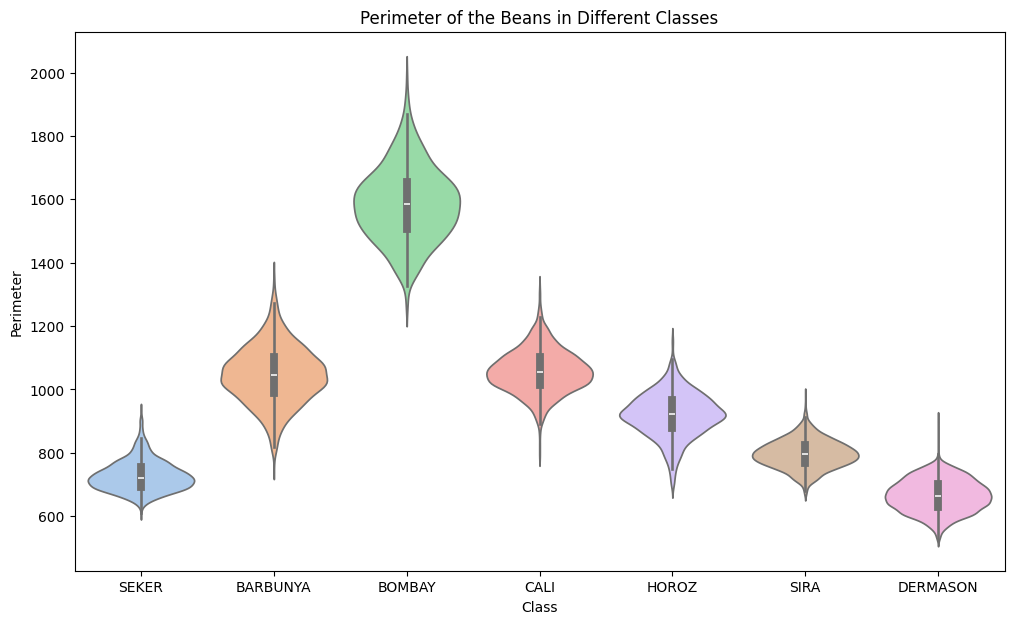 Perimeter of the Beans in Different Classes
Perimeter
2000
1800
1600
1400
1200
1000
800
600
SEKER BARBUNYA BOMBAY CALI HOROZ SIRA DERMASON
Class